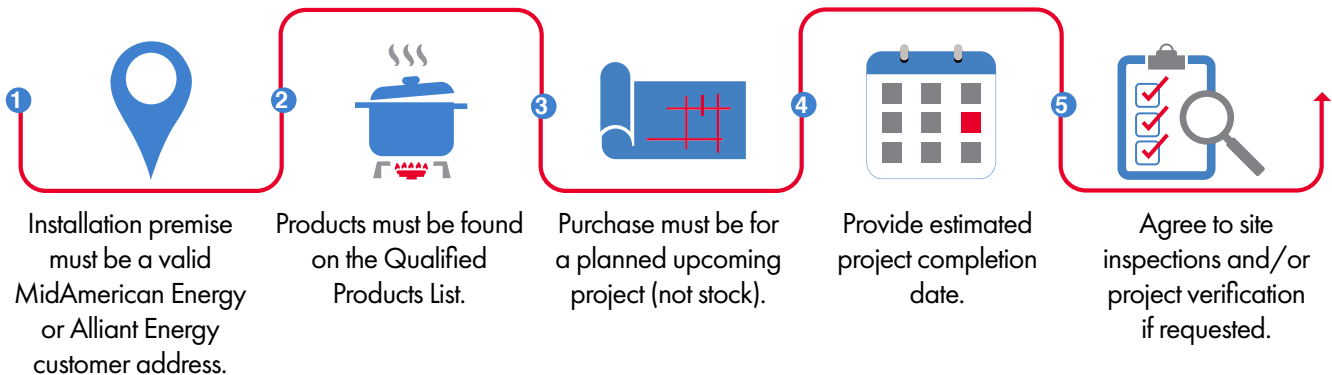 1
Installation premise
must be a valid
MidAmerican Energy
or Alliant Energy
customer address.
2
Products must be found
on the Qualified
Products List.
3
Purchase must be for
a planned upcoming
project (not stock).
4
Provide estimated
project completion
date.
5
Agree to site
inspections and/or
project verification
if requested.